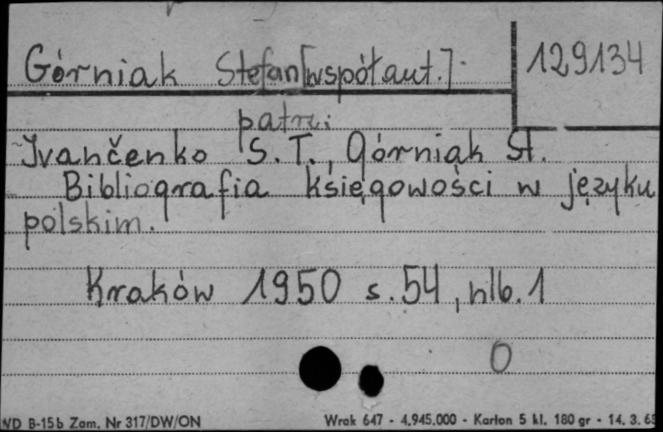 Górniak Stefan [współaut.]. 129134
patrz:
Ivančenko S. T., Górniak St.
Bibliografia księgowości w języku
polskim.
Kraków 1950 s. 54, nlb. 1
0
WD B-15b Zam. Nr 317/DW/ON Wrak 647 - 4.945.000 - Karton 5 kl. 180 gr - 14. 3. 65